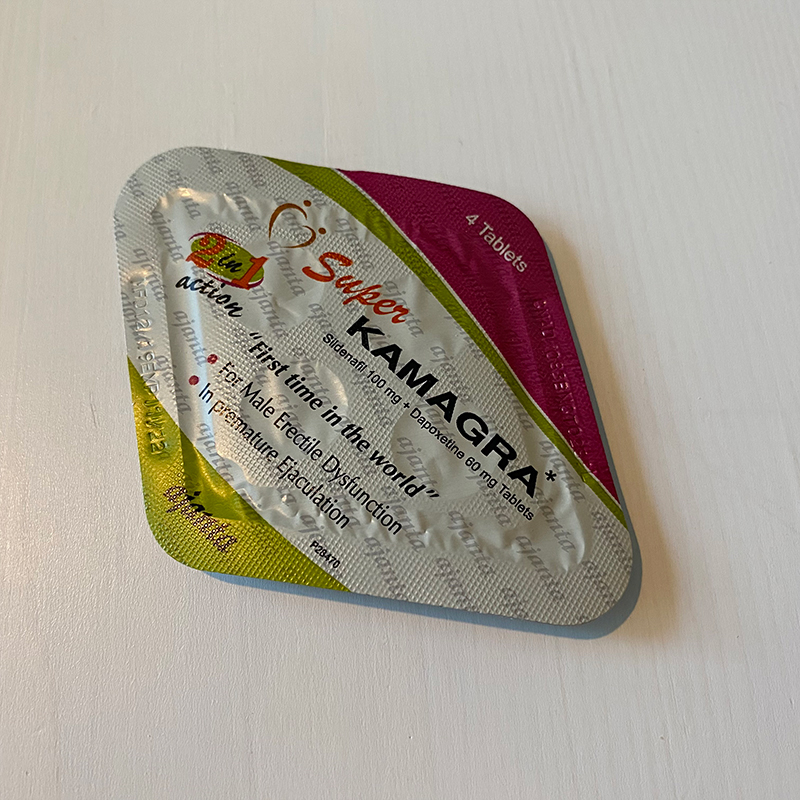 4 Tablets
2 in 1
action
Super
KAMAGRA*
Sildenafil 100 mg + Dapoxetine 60 mg Tablets
"First time in the world"
• For Male Erectile Dysfunction
• In premature Ejaculation
P28470
ajanta